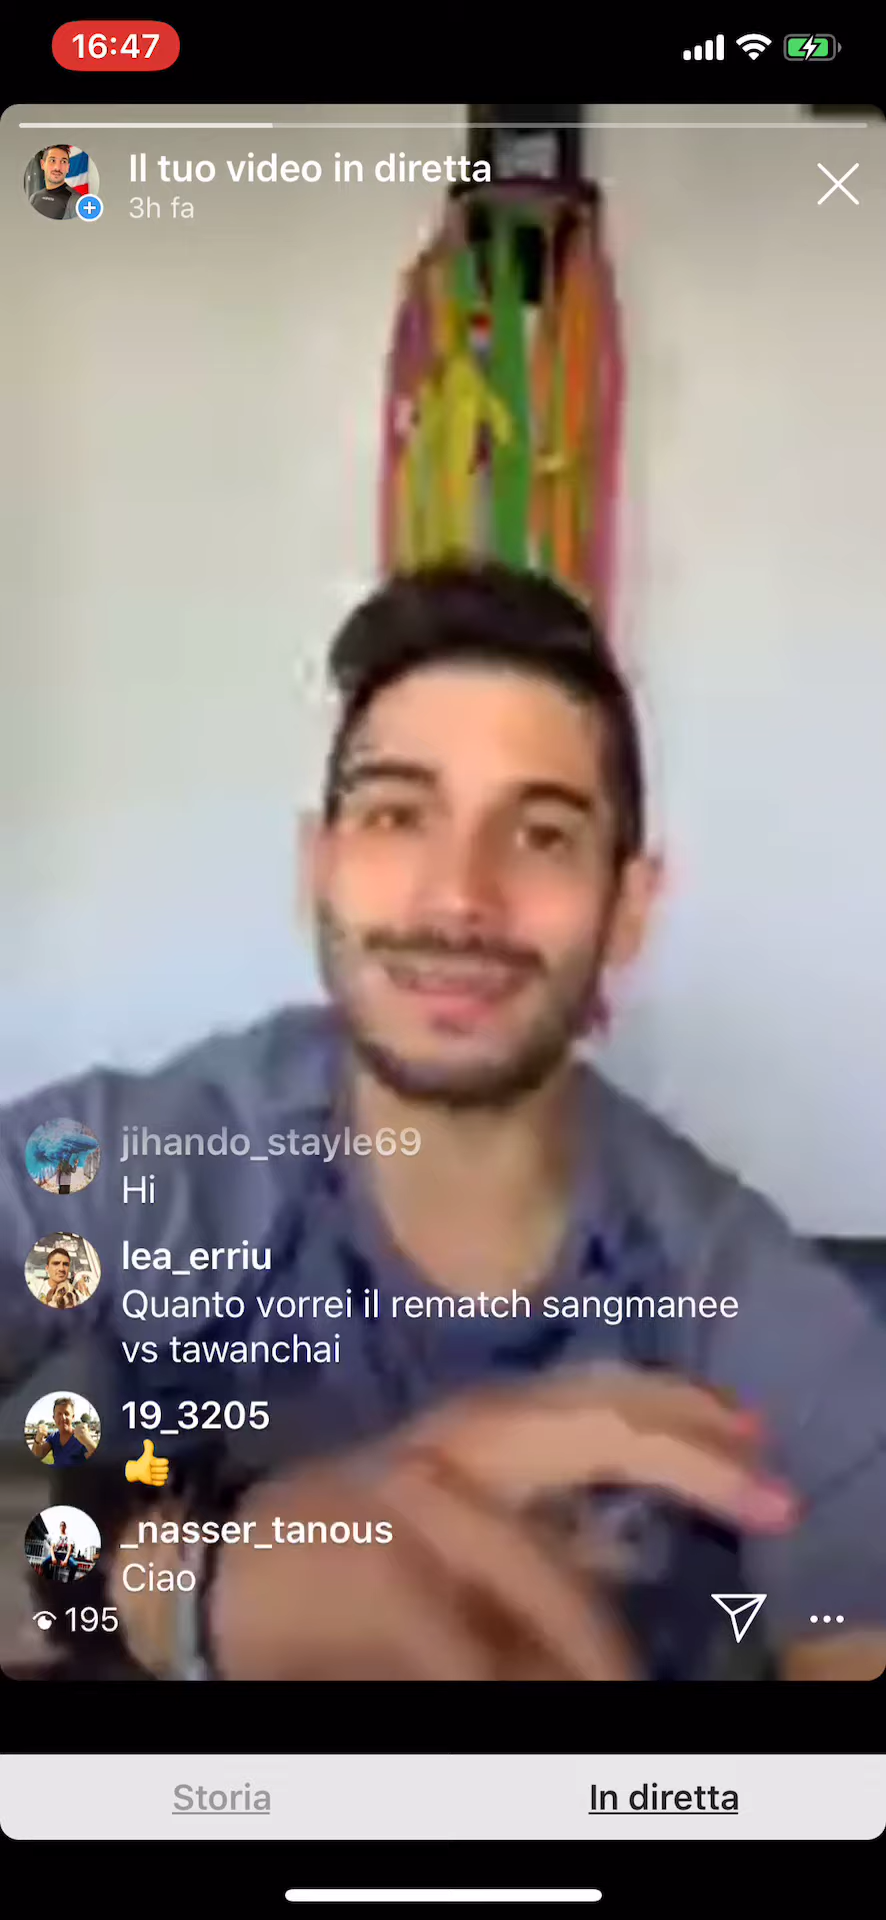 16:47
Il tuo video in diretta
3h fa
jihando_stayle69
Hi
lea_erriu
Quanto vorrei il rematch sangmanee
vs tawanchai
19_3205
👍
_nasser_tanous
Ciao
195
Storia
In diretta